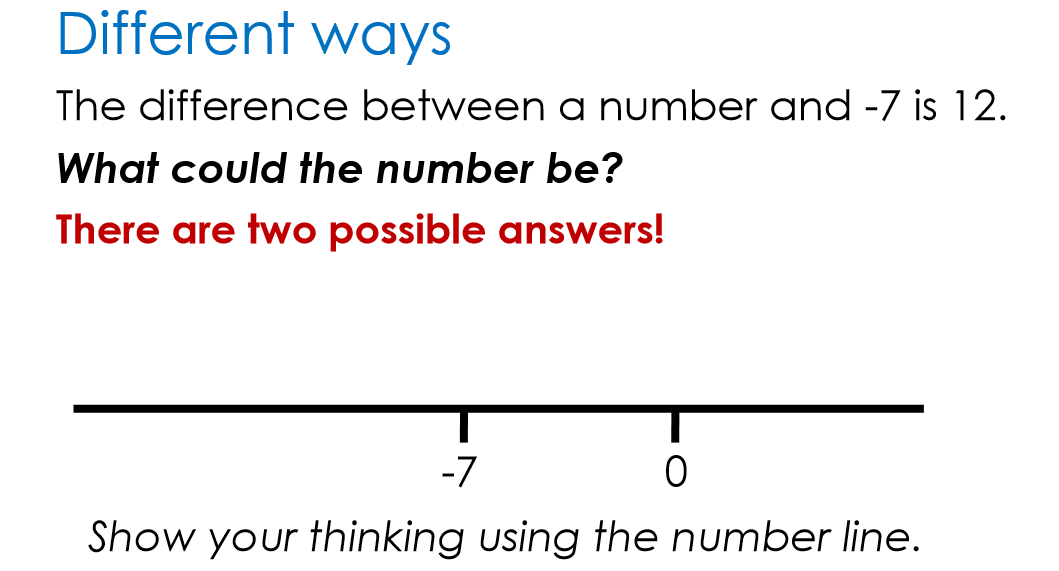 Different ways
The difference between a number and -7 is 12.
What could the number be?
There are two possible answers!
-7 0
Show your thinking using the number line.